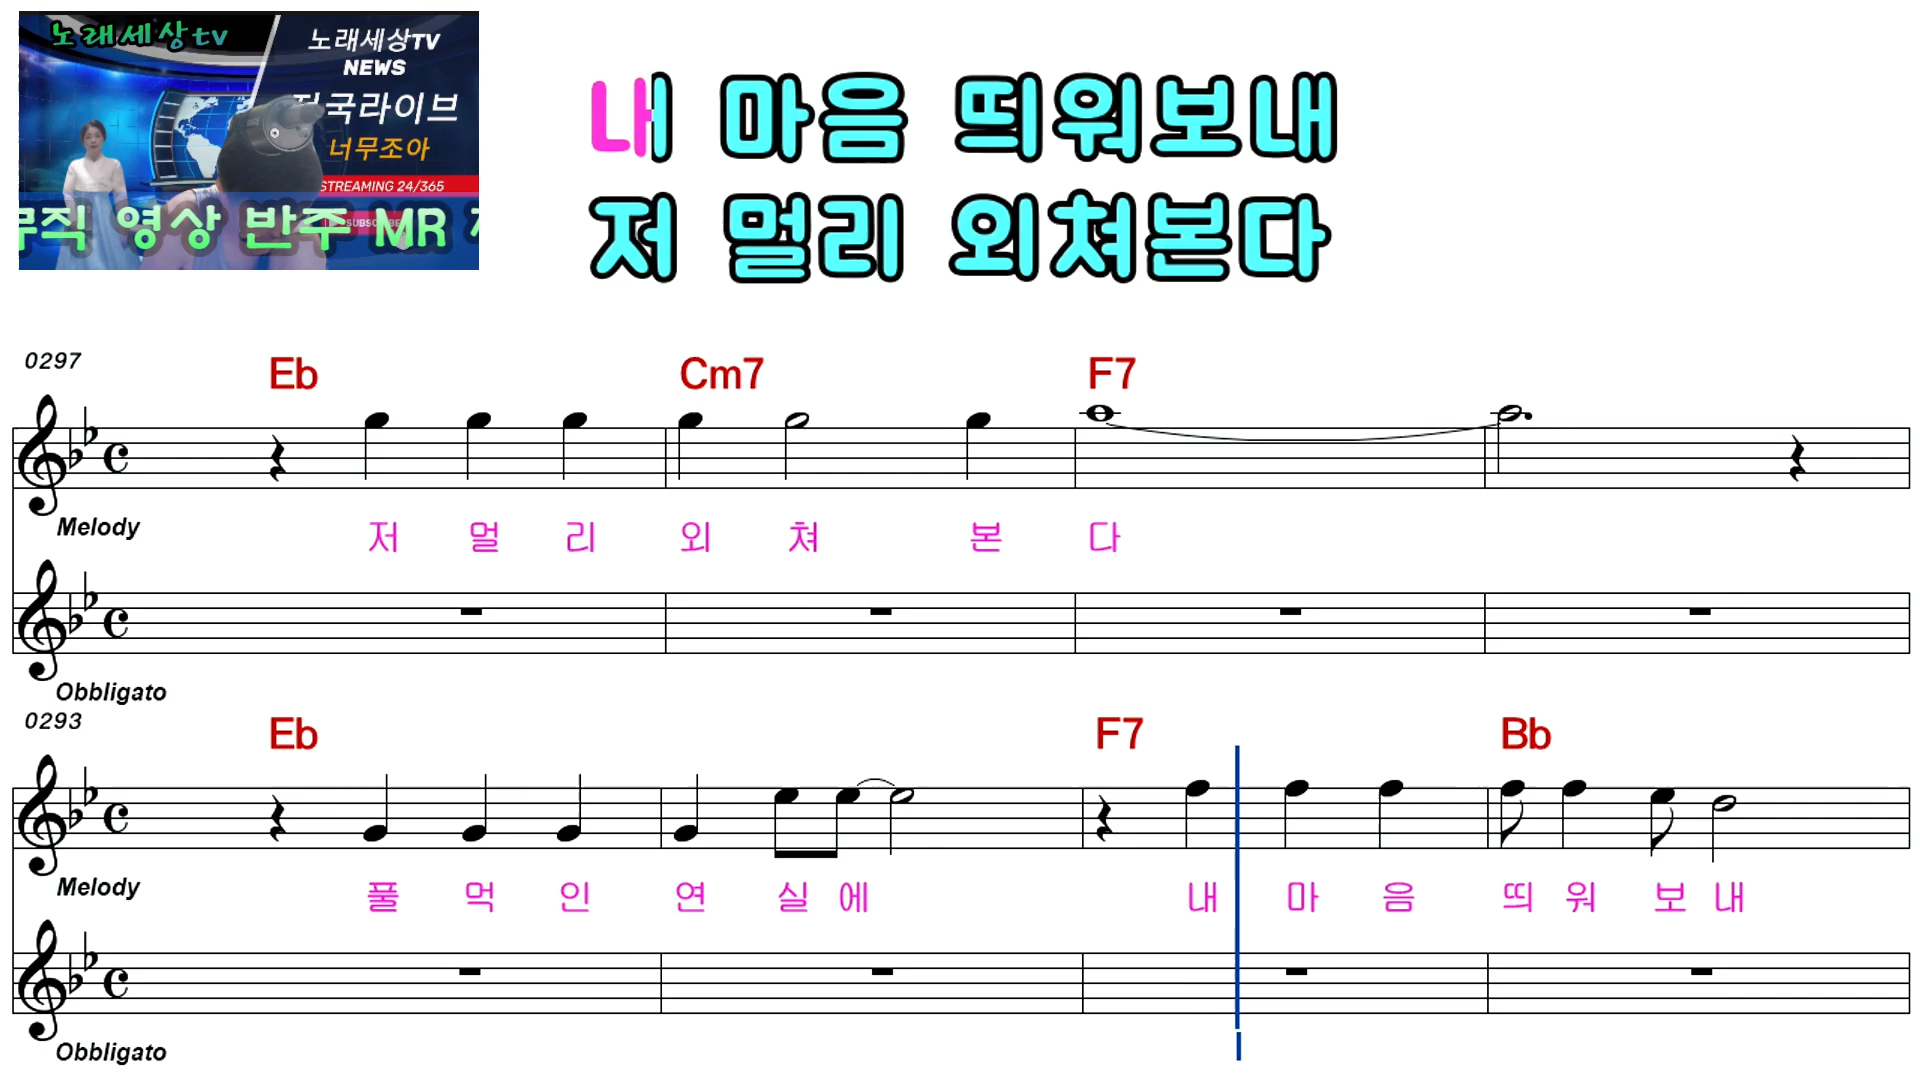 노래세상tv
노래세상TV
NEWS
전국라이브
너무조아
STREAMING 24/365
영상 반주 MR
내 마음 띄워보내
저 멀리 외쳐본다
0297
Eb Cm7 F7
Melody
저 멀 리 외 쳐 본 다
Obbligato
0293
Eb F7 Bb
Melody
풀 먹 인 연 실 에 내 마 음 띄 워 보 내
Obbligato